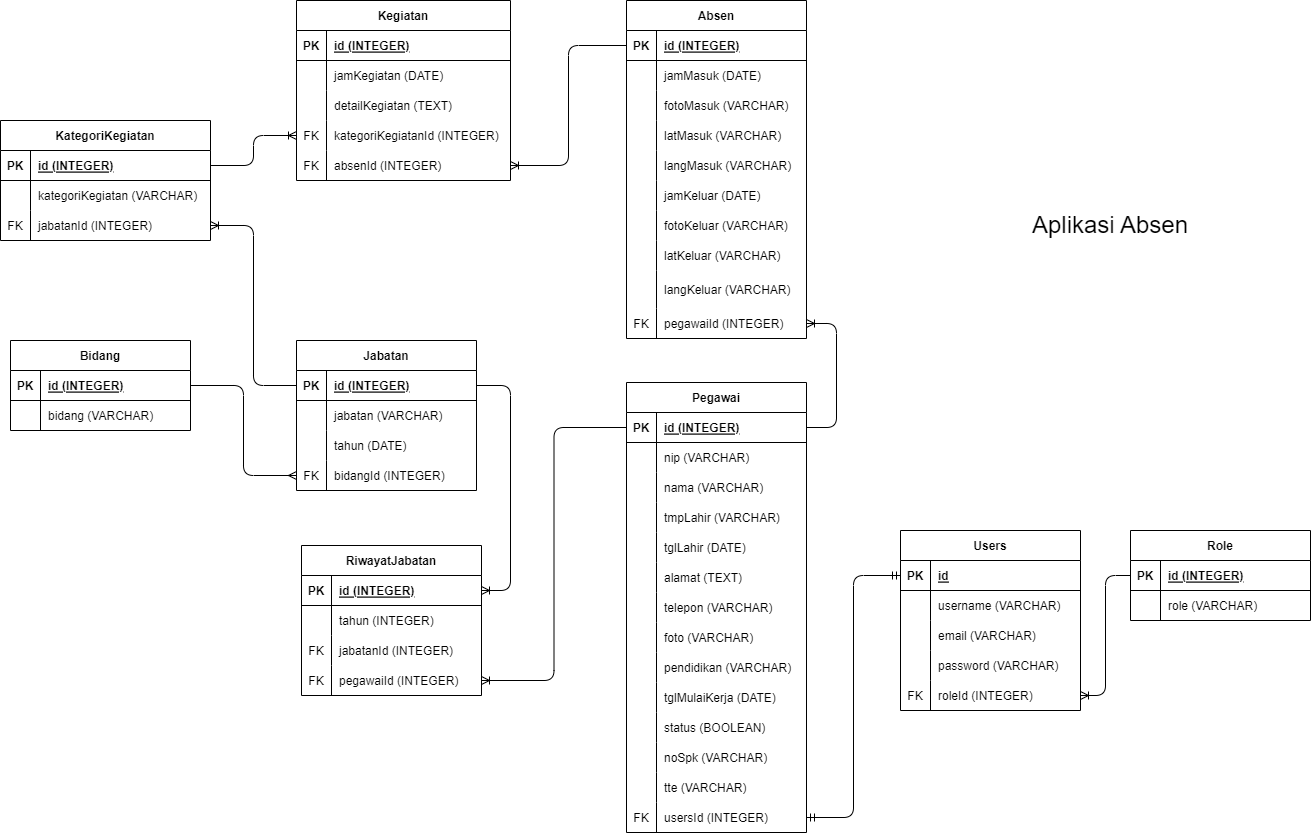 Kegiatan
PK id (INTEGER)
jamKegiatan (DATE)
detailKegiatan (TEXT)
FK kategoriKegiatanId (INTEGER)
FK absenId (INTEGER)
Absen
PK id (INTEGER)
jamMasuk (DATE)
fotoMasuk (VARCHAR)
latMasuk (VARCHAR)
langMasuk (VARCHAR)
jamKeluar (DATE)
fotoKeluar (VARCHAR)
latKeluar (VARCHAR)
langKeluar (VARCHAR)
FK pegawaiId (INTEGER)
KategoriKegiatan
PK id (INTEGER)
kategoriKegiatan (VARCHAR)
FK jabatanId (INTEGER)
Aplikasi Absen
Bidang
PK id (INTEGER)
bidang (VARCHAR)
Jabatan
PK id (INTEGER)
jabatan (VARCHAR)
tahun (DATE)
FK bidangId (INTEGER)
Pegawai
PK id (INTEGER)
nip (VARCHAR)
nama (VARCHAR)
tmpLahir (VARCHAR)
tglLahir (DATE)
alamat (TEXT)
telepon (VARCHAR)
foto (VARCHAR)
pendidikan (VARCHAR)
tglMulaiKerja (DATE)
status (BOOLEAN)
noSpk (VARCHAR)
tte (VARCHAR)
FK usersId (INTEGER)
RiwayatJabatan
PK id (INTEGER)
tahun (INTEGER)
FK jabatanId (INTEGER)
FK pegawaiId (INTEGER)
Users
PK id
username (VARCHAR)
email (VARCHAR)
password (VARCHAR)
FK roleId (INTEGER)
Role
PK id (INTEGER)
role (VARCHAR)